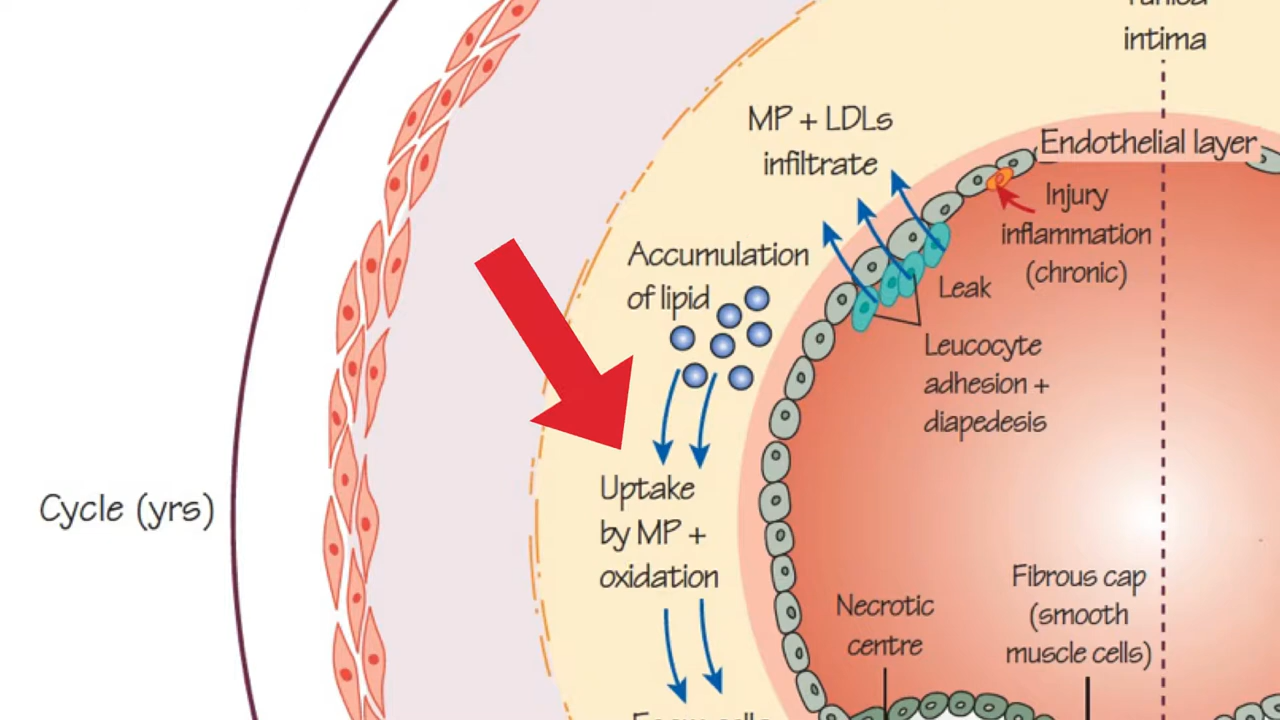 intima
MP + LDLs
infiltrate
Endothelial layer
Injury
inflammation
(chronic)
Accumulation
of lipid
Leak
Leucocyte
adhesion +
diapedesis
Uptake
by MP +
oxidation
Cycle (yrs)
Necrotic
centre
Fibrous cap
(smooth
muscle cells)